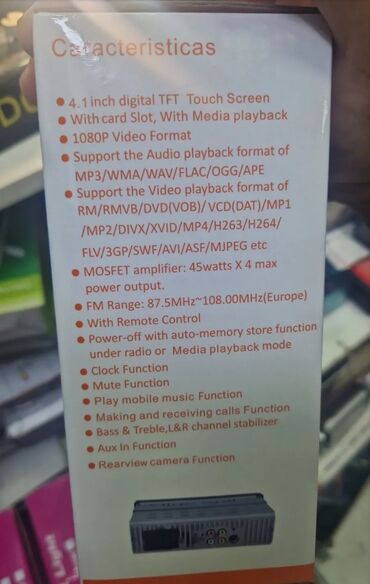 Caracteristicas
• 4.1 inch digital TFT Touch Screen
• With card Slot, With Media playback
• 1080P Video Format
• Support the Audio playback format of
MP3/WMA/WAV/FLAC/OGG/APE
• Support the Video playback format of
RM/RMVB/DVD(VOB)/ VCD(DAT)/MP1
/MP2/DIVX/XVID/MP4/H263/H264/
FLV/3GP/SWF/AVI/ASF/MJPEG etc
• MOSFET amplifier: 45watts X 4 max
power output.
• FM Range: 87.5MHz~108.00MHz(Europe)
• With Remote Control
• Power-off with auto-memory store function
under radio or Media playback mode
• Clock Function
• Mute Function
• Play mobile music Function
• Making and receiving calls Function
• Bass & Treble,L&R channel stabilizer
• Aux in Function
• Rearview camera Function